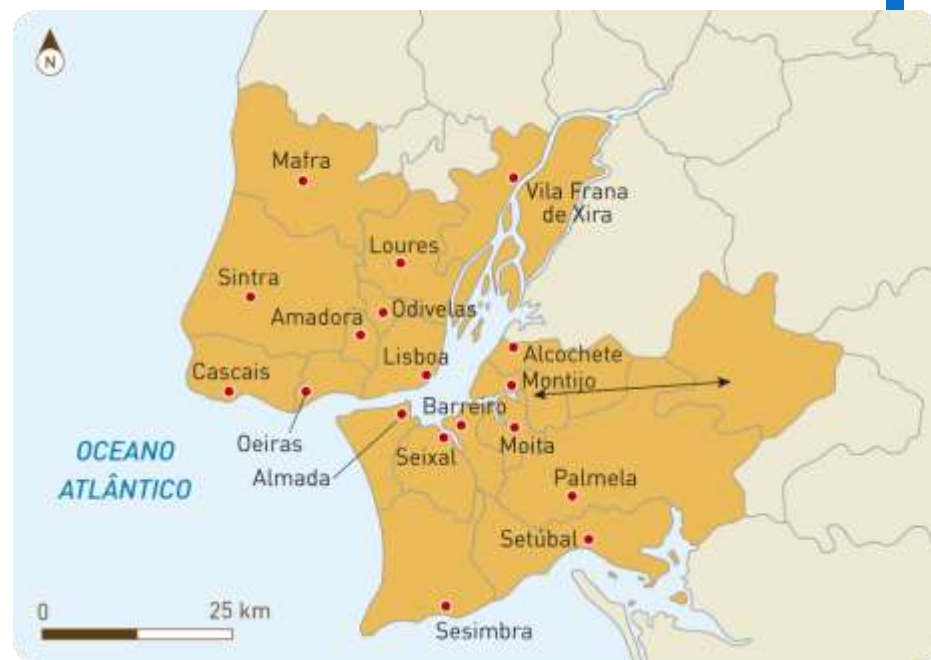 N
Mafra
Vila Frana
de Xira
Loures
Sintra
Odivelas
Amadora
Lisboa
Alcochete
Cascais
Montijo
Barreiro
Oeiras
Moita
OCEANO
ATLÂNTICO
Seixal
Almada
Palmela
Setúbal
0
25 km
Sesimbra